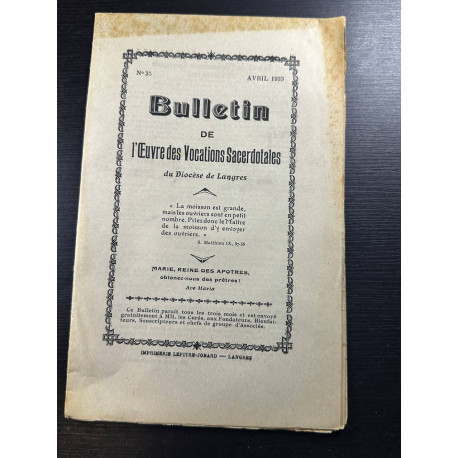 N° 35 AVRIL 1933
Bulletin
DE
l'Œuvre des Vocations Sacerdotales
du Diocèse de Langres
« La moisson est grande,
mais les ouvriers sont en petit
nombre. Priez donc le Maître
de la moisson d'y envoyer
des ouvriers. »
S. Matthieu IX, 37-38
MARIE, REINE DES APOTRES,
obtenez-nous des prêtres !
Ave Maria
Ce Bulletin paraît tous les trois mois et est envoyé
gratuitement à MM. les Curés, aux Fondateurs, Bienfai-
teurs, Souscripteurs et chefs de groupe d'Associés.
IMPRIMERIE LEPITRE-JOBARD — LANGRES